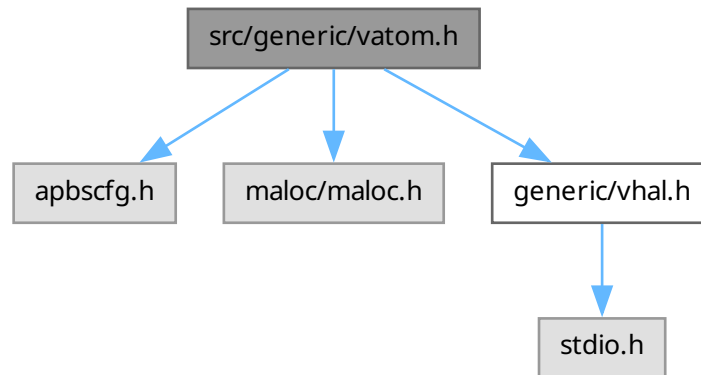 src/generic/vatom.h
apbscfg.h
maloc/maloc.h
generic/vhal.h
stdio.h